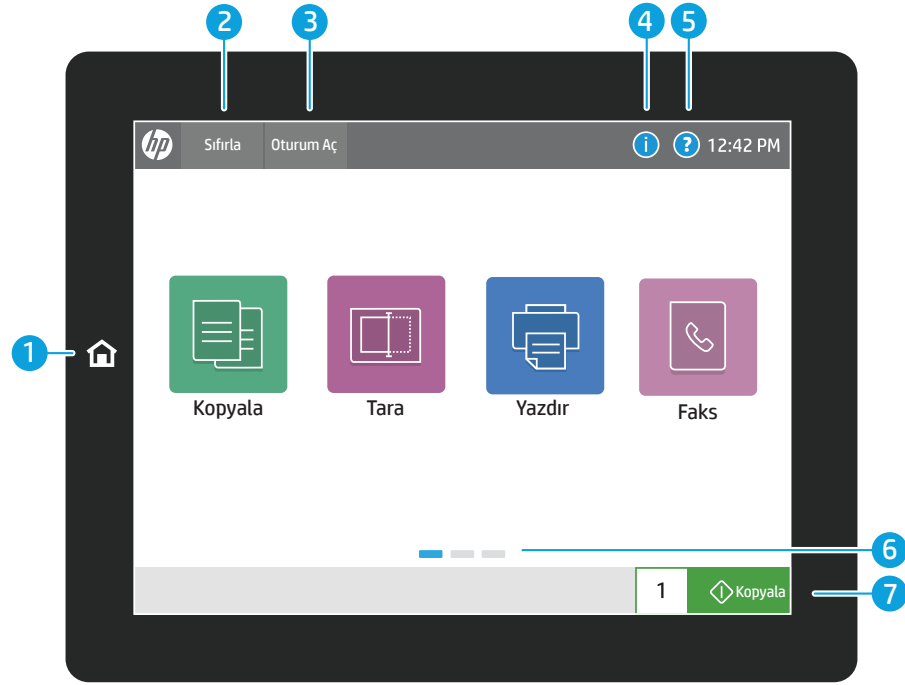 2 3 4 5
hp Sıfırla Oturum Aç i ? 12:42 PM
1
Kopyala Tara Yazdır Faks
6
1 Kopyala 7